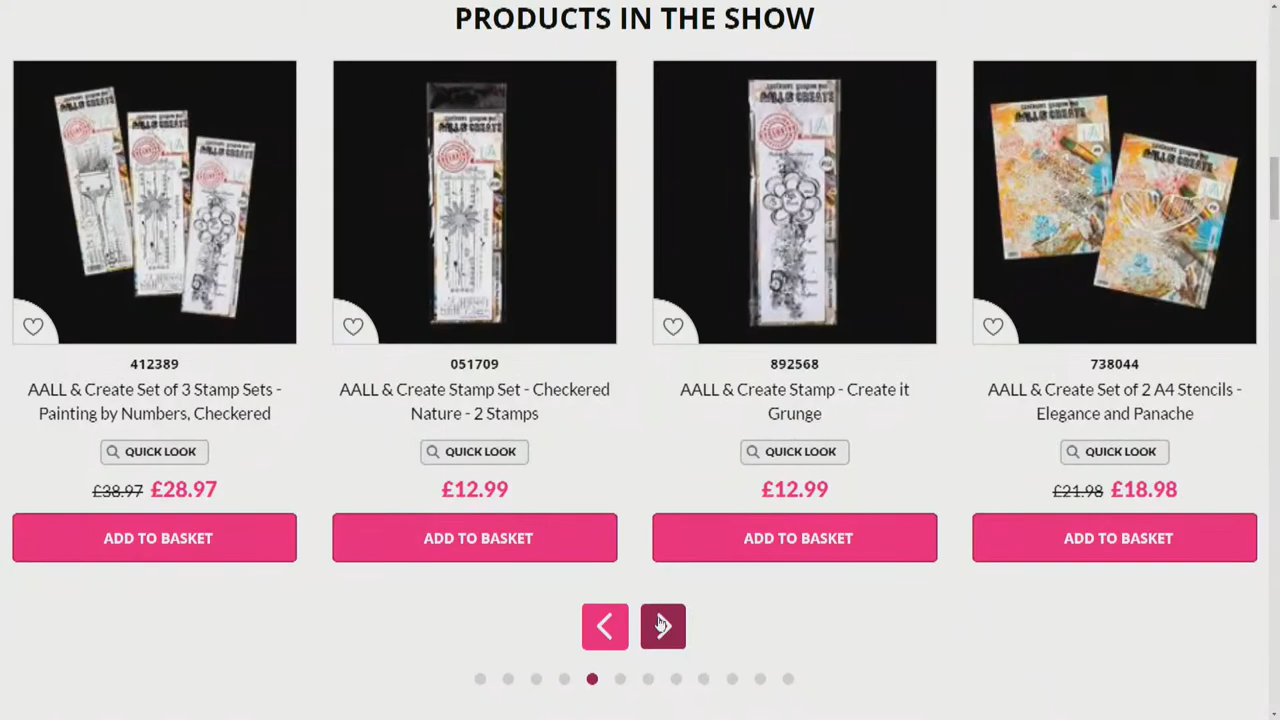 PRODUCTS IN THE SHOW
412389
AALL & Create Set of 3 Stamp Sets -
Painting by Numbers, Checkered
QUICK LOOK
£38.97 £28.97
ADD TO BASKET
051709
AALL & Create Stamp Set - Checkered
Nature - 2 Stamps
QUICK LOOK
£12.99
ADD TO BASKET
892568
AALL & Create Stamp - Create it
Grunge
QUICK LOOK
£12.99
ADD TO BASKET
738044
AALL & Create Set of 2 A4 Stencils -
Elegance and Panache
QUICK LOOK
£21.98 £18.98
ADD TO BASKET